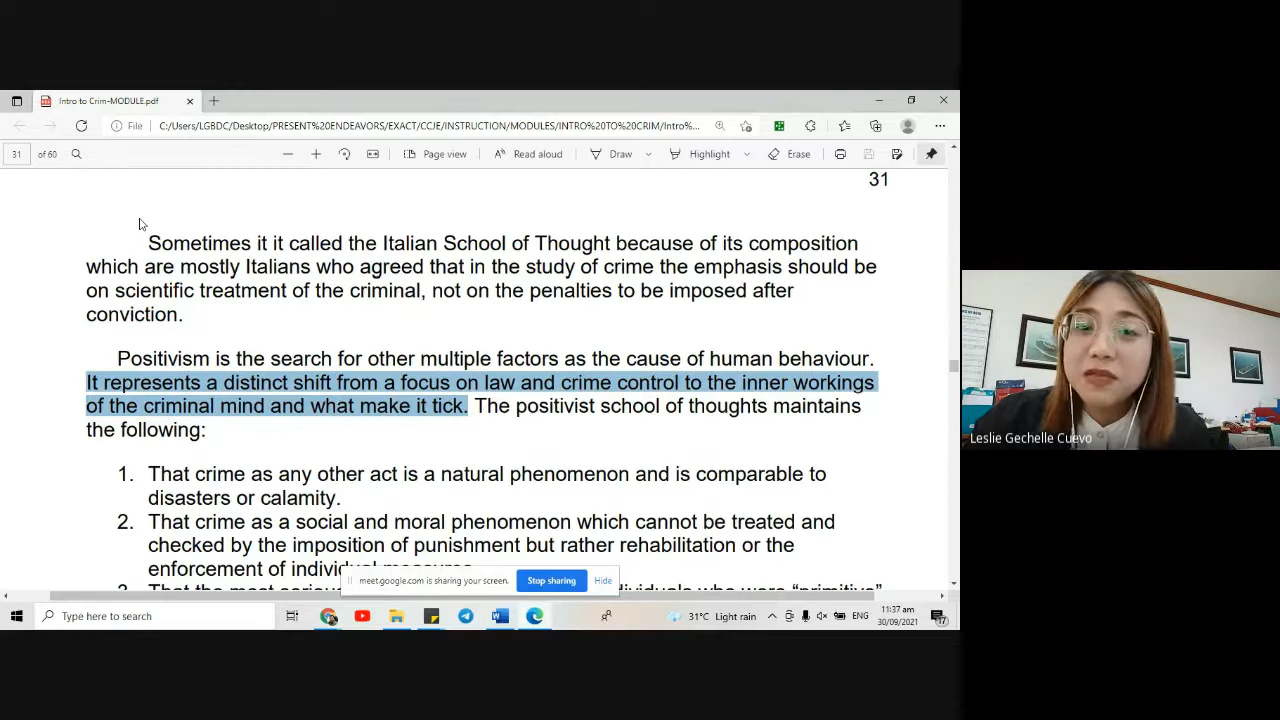 Intro to Crim-MODULE.pdf
File
C:/Users/LGBDC/Desktop/PRESENT%20ENDEAVORS/EXACT/CCJE/INSTRUCTION/MODULES/INTRO%20TO%20CRIM/Intro%...
31 of 60
Page view
Read aloud
Draw
Highlight
Erase
31
Sometimes it it called the Italian School of Thought because of its composition
which are mostly Italians who agreed that in the study of crime the emphasis should be
on scientific treatment of the criminal, not on the penalties to be imposed after
conviction.
Positivism is the search for other multiple factors as the cause of human behaviour.
It represents a distinct shift from a focus on law and crime control to the inner workings
of the criminal mind and what make it tick. The positivist school of thoughts maintains
the following:
1. That crime as any other act is a natural phenomenon and is comparable to
disasters or calamity.
2. That crime as a social and moral phenomenon which cannot be treated and
checked by the imposition of punishment but rather rehabilitation or the
enforcement of individual measures.
meet.google.com is sharing your screen.
Stop sharing
Hide
Leslie Gechelle Cuevo
Type here to search
31°C Light rain
ENG
11:37 am
30/09/2021
17